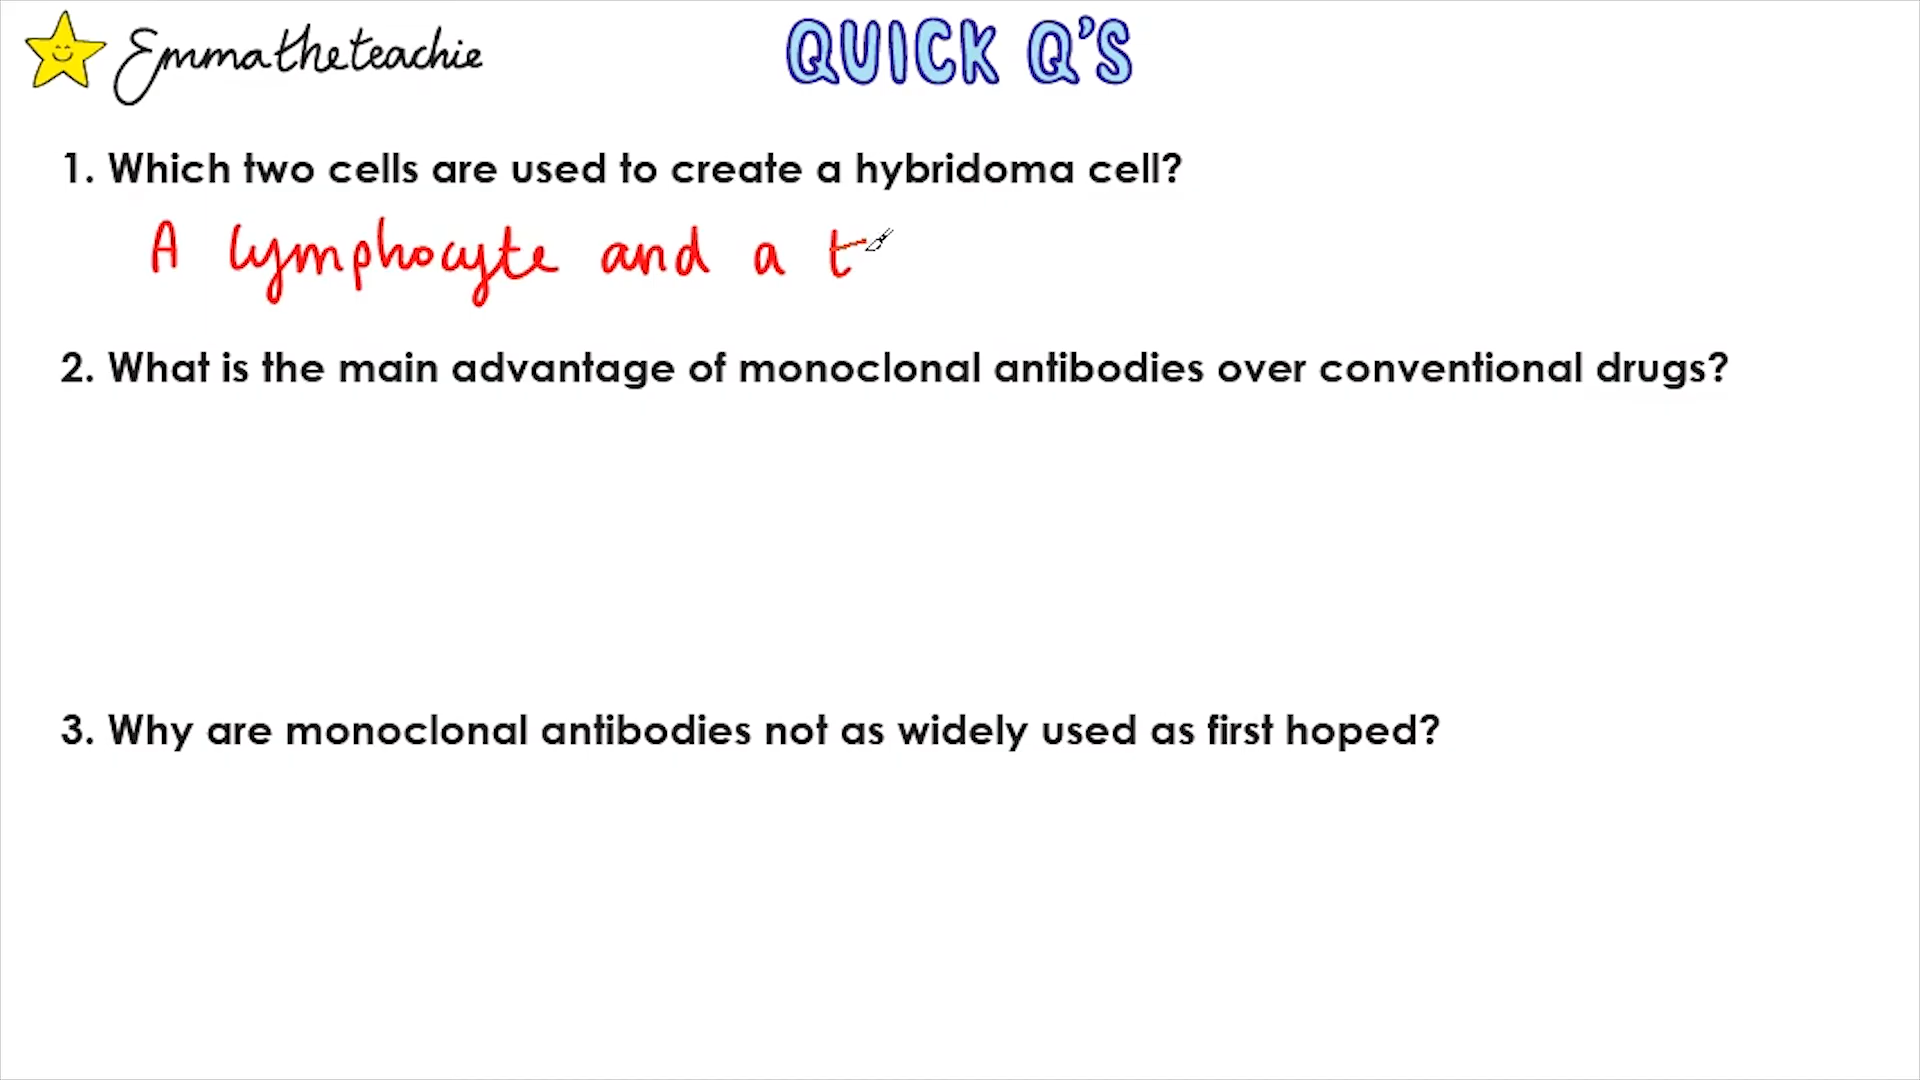 Emmatheteachie
QUICK Q'S
1. Which two cells are used to create a hybridoma cell?
A lymphocyte and a t
2. What is the main advantage of monoclonal antibodies over conventional drugs?
3. Why are monoclonal antibodies not as widely used as first hoped?